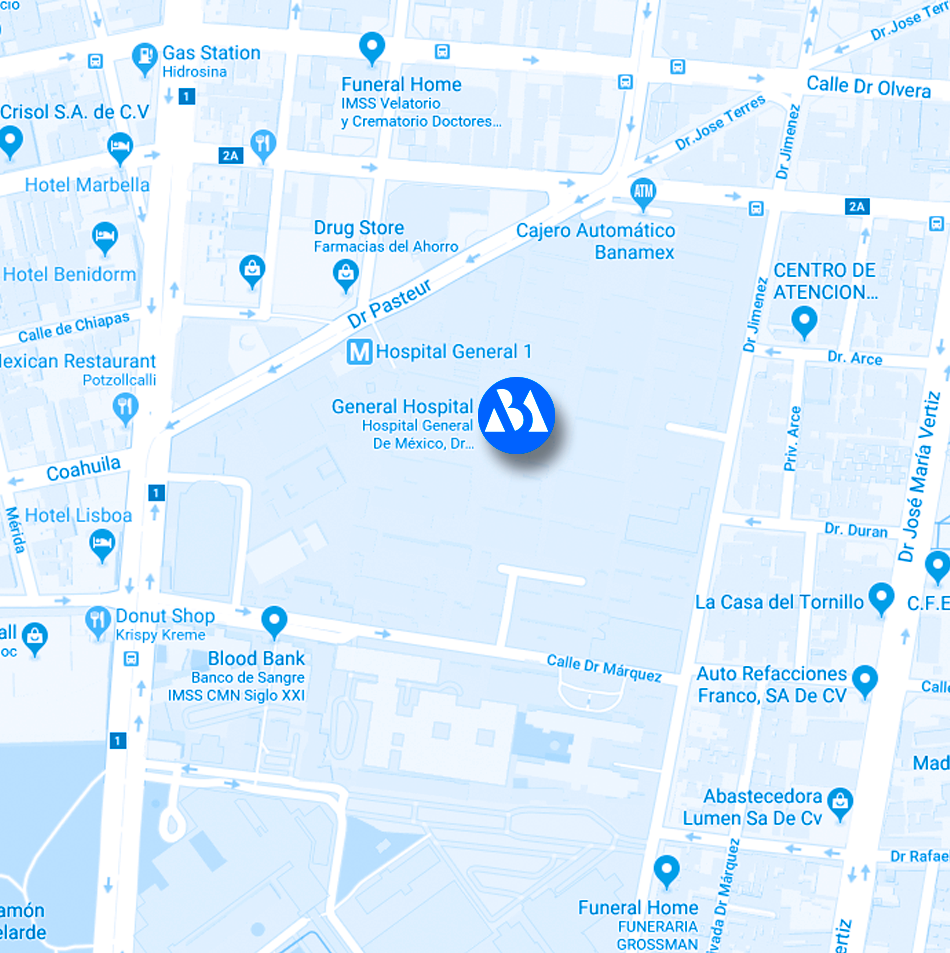 cio
Gas Station
Hidrosina
1
Funeral Home
IMSS Velatorio
y Crematorio Doctores...
Dr.Jose Terres
Calle Dr Olvera
Dr.Jose Terr
Dr Jimenez
Crisol S.A. de C.V
Hotel Marbella
2A
ATM
Cajero Automático
Banamex
2A
Drug Store
Farmacias del Ahorro
Hotel Benidorm
Dr Pasteur
CENTRO DE
ATENCION...
Dr Jimenez
Calle de Chiapas
Mexican Restaurant
Potzollcalli
M
Hospital General 1
Dr. Arce
General Hospital
Hospital General
De México, Dr...
BA
Priv. Arce
Dr José María Vertiz
Coahuila
1
Mérida
Hotel Lisboa
Dr. Duran
Donut Shop
Krispy Kreme
all
oc
La Casa del Tornillo
C.F.E
Blood Bank
Banco de Sangre
IMSS CMN Siglo XXI
Calle Dr Márquez
Auto Refacciones
Franco, SA De CV
Calle
1
Mad
Abastecedora
Lumen Sa De Cv
Dr Rafae
ivada Dr Márquez
Funeral Home
FUNERARIA
GROSSMAN
ertiz
amón
elarde